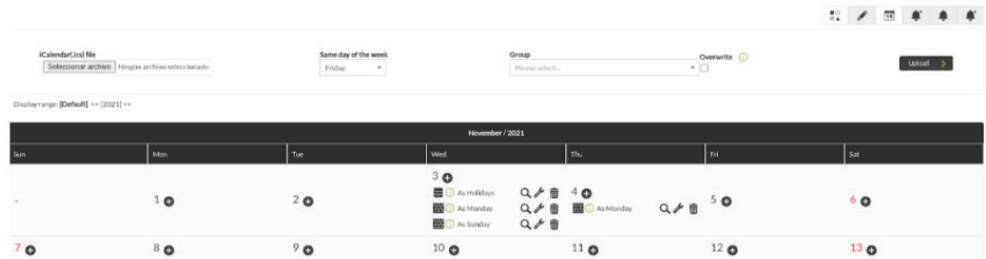 iCalendar(.ics) file
Seleccionar archivo Ningún archivo seleccionado
Same day of the week
Friday
Group
Please select...
Overwrite
Upload
Display range: [Default] << [2021] >>
November / 2021
Sun Mon Tue Wed Thu Fri Sat
- 1 2 3 4 5 6
As Holidays
As Monday
As Sunday
As Monday
7 8 9 10 11 12 13